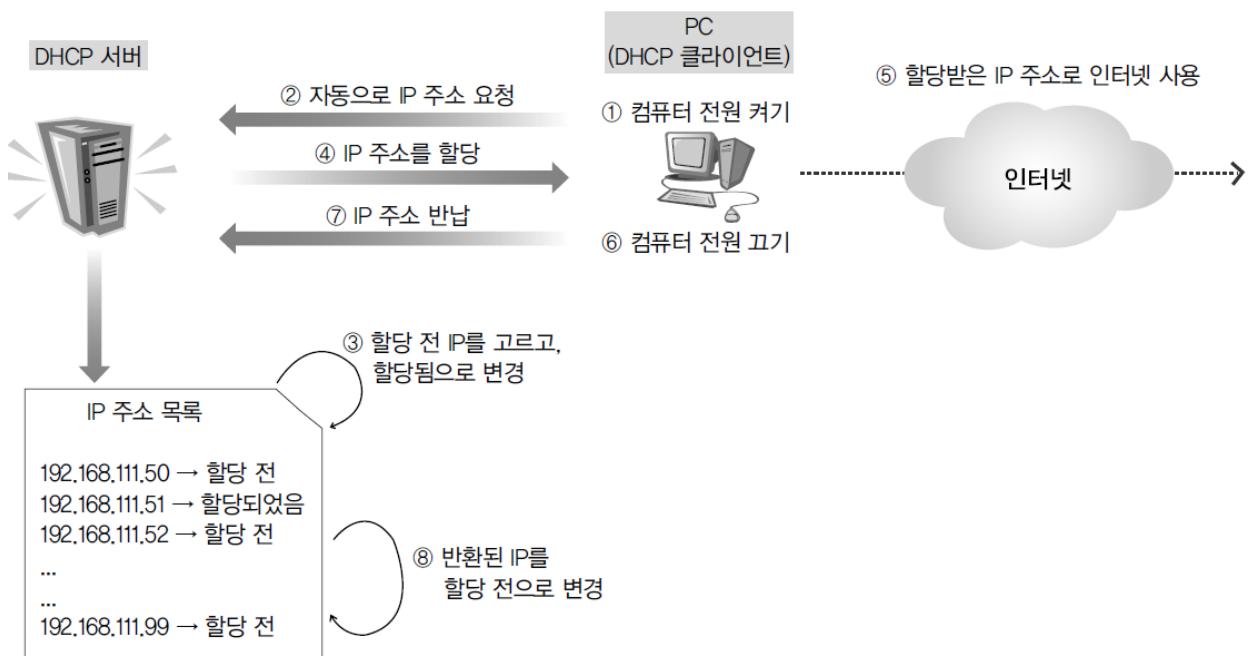 DHCP 서버
PC
(DHCP 클라이언트)
② 자동으로 IP 주소 요청
① 컴퓨터 전원 켜기
⑤ 할당받은 IP 주소로 인터넷 사용
④ IP 주소를 할당
인터넷
⑦ IP 주소 반납
⑥ 컴퓨터 전원 끄기
③ 할당 전 IP를 고르고,
할당됨으로 변경
IP 주소 목록
192.168.111.50 → 할당 전
192.168.111.51 → 할당되었음
192.168.111.52 → 할당 전
...
...
192.168.111.99 → 할당 전
⑧ 반환된 IP를
할당 전으로 변경